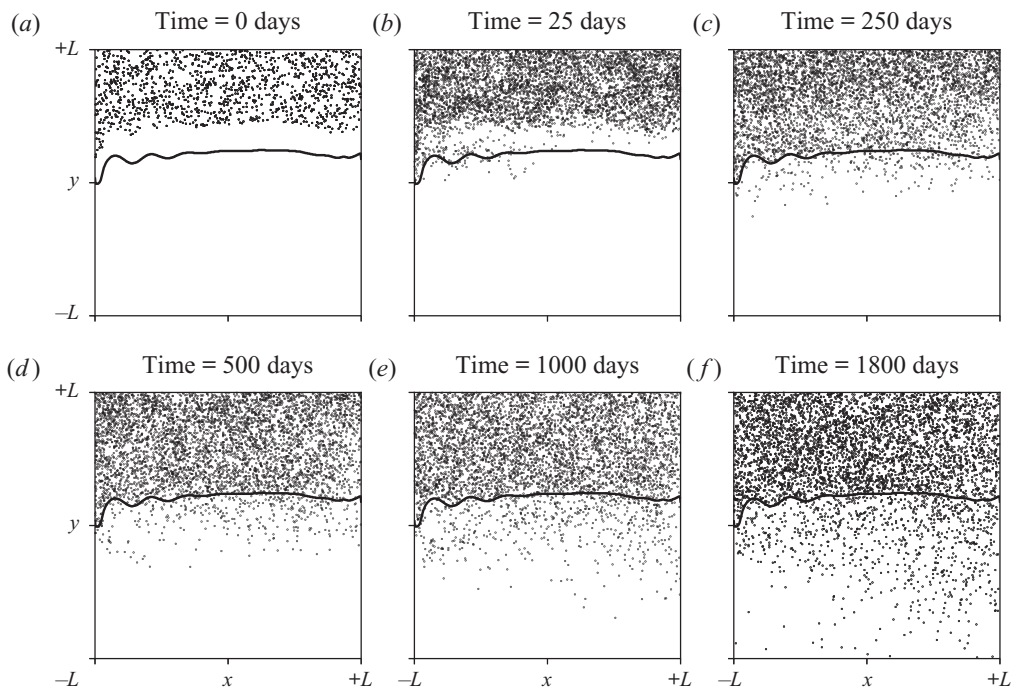 (a) Time = 0 days (b) Time = 25 days (c) Time = 250 days
+L
y
–L
(d) Time = 500 days (e) Time = 1000 days (f) Time = 1800 days
+L
y
–L x +L –L x +L –L x +L